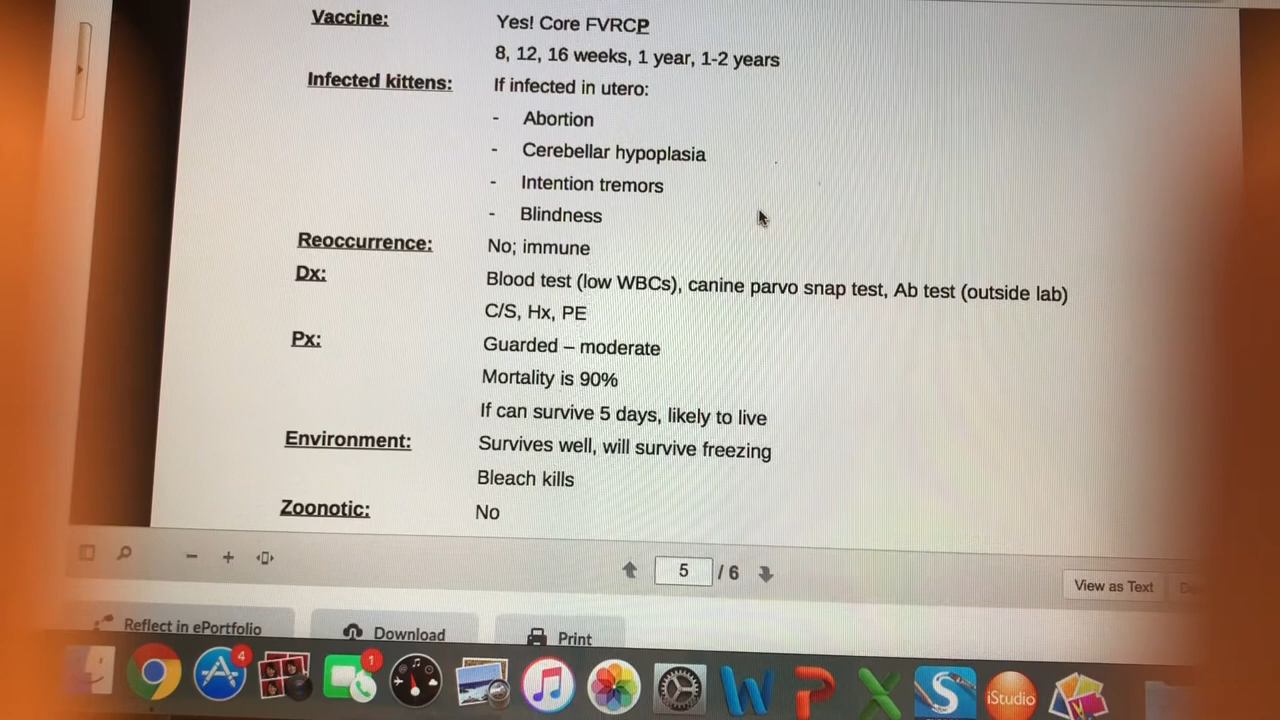 Vaccine: Yes! Core FVRCP
8, 12, 16 weeks, 1 year, 1-2 years
Infected kittens: If infected in utero:
- Abortion
- Cerebellar hypoplasia
- Intention tremors
- Blindness
Reoccurrence: No; immune
Dx: Blood test (low WBCs), canine parvo snap test, Ab test (outside lab)
C/S, Hx, PE
Px: Guarded – moderate
Mortality is 90%
If can survive 5 days, likely to live
Environment: Survives well, will survive freezing
Bleach kills
Zoonotic: No
5 / 6
View as Text
Reflect in ePortfolio Download Print
4 1
iStudio